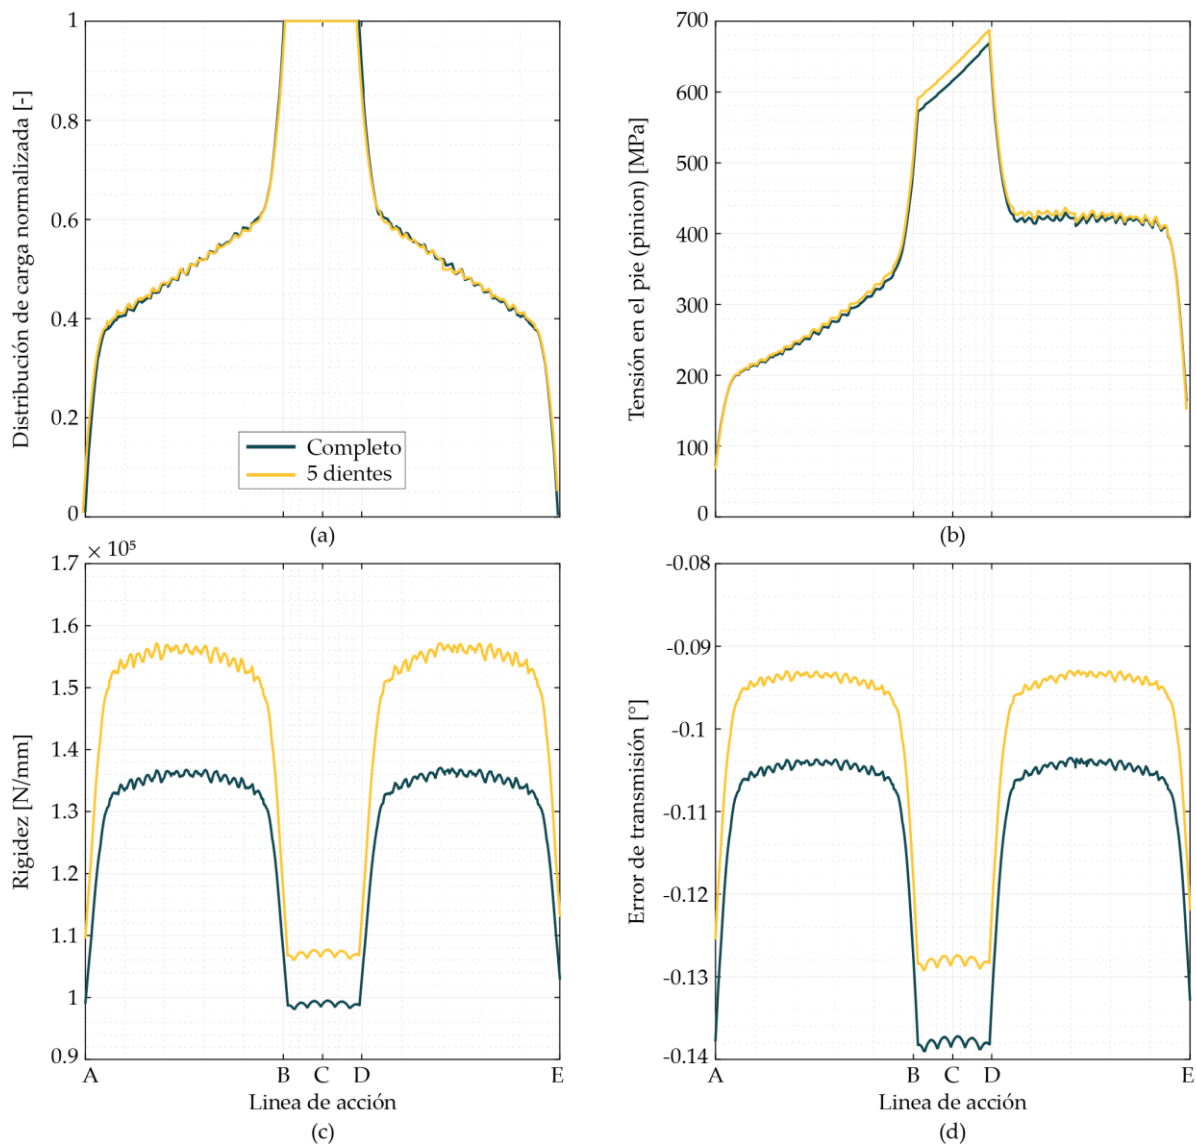 Distribución de carga normalizada [-]
1
0.8
0.6
0.4
0.2
0
Completo
5 dientes
(a)
Tensión en el pie (pinion) [MPa]
700
600
500
400
300
200
100
0
(b)
Rigidez [N/mm]
1.7 × 10⁵
1.6
1.5
1.4
1.3
1.2
1.1
1
0.9
A B C D E
Linea de acción
(c)
Error de transmisión [°]
-0.08
-0.09
-0.1
-0.11
-0.12
-0.13
-0.14
A B C D E
Linea de acción
(d)